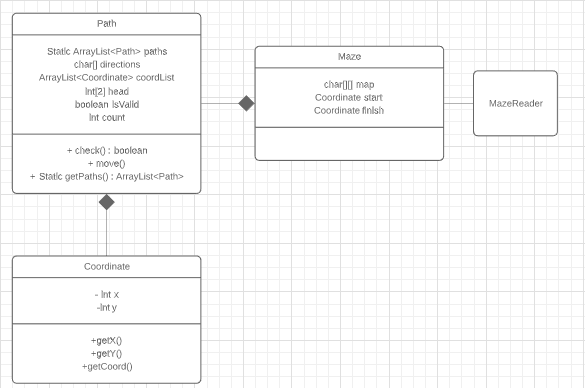 Path
Static ArrayList<Path> paths
char[] directions
ArrayList<Coordinate> coordList
Int[2] head
boolean isValid
Int count
+ check() : boolean
+ move()
+ Static getPaths() : ArrayList<Path>
Maze
char[][] map
Coordinate start
Coordinate finish
MazeReader
Coordinate
- Int x
-Int y
+getX()
+getY()
+getCoord()